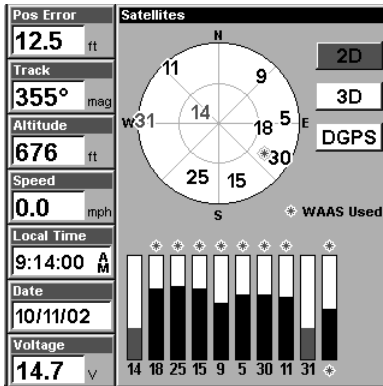 Pos Error
12.5 ft
Track
355° mag
Altitude
676 ft
Speed
0.0 mph
Local Time
9:14:00 AM
Date
10/11/02
Voltage
14.7 V
Satellites
N
11
9
14
W 31
18 5 E
30
25 15
S
2D
3D
DGPS
WAAS Used
14 18 25 15 9 5 30 11 31